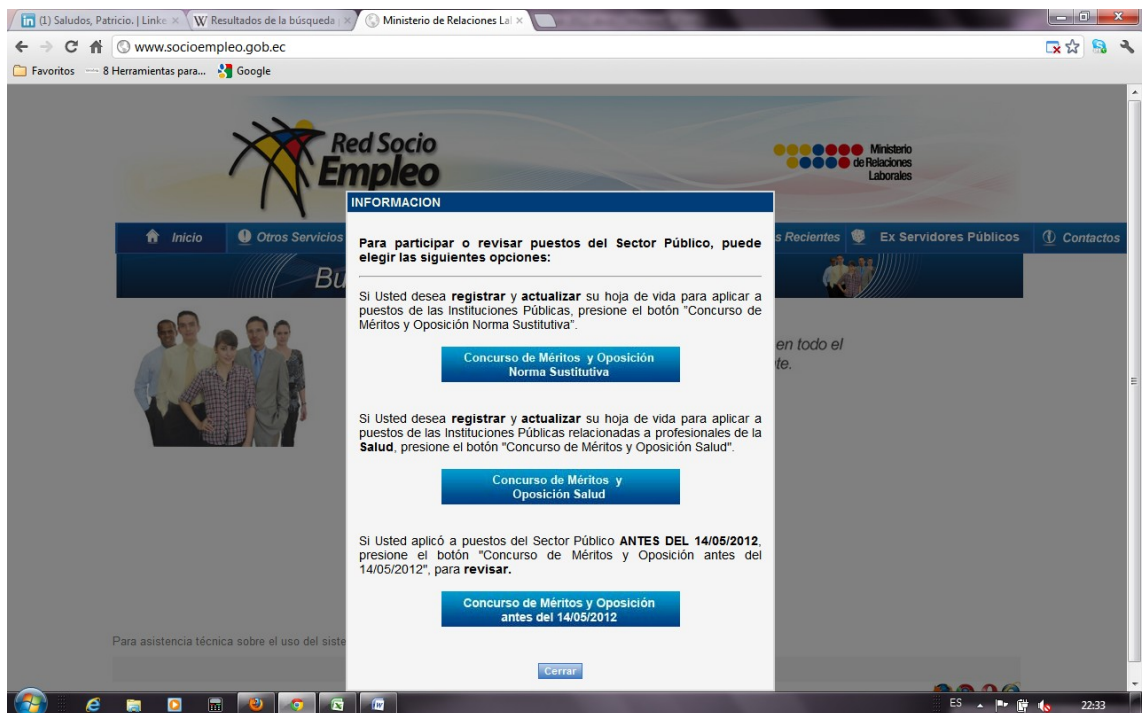 (1) Saludos, Patricio. | Linke
Resultados de la búsqueda
Ministerio de Relaciones La
www.socioempleo.gob.ec
Favoritos
8 Herramientas para...
Google
Red Socio
Empleo
Ministerio
de Relaciones
Laborales
INFORMACION
Inicio
Otros Servicios
s Recientes
Ex Servidores Públicos
Contactos
Bu
Para participar o revisar puestos del Sector Público, puede
elegir las siguientes opciones:
Si Usted desea registrar y actualizar su hoja de vida para aplicar a
puestos de las Instituciones Públicas, presione el botón "Concurso de
Méritos y Oposición Norma Sustitutiva".
en todo el
te.
Concurso de Méritos y Oposición
Norma Sustitutiva
Si Usted desea registrar y actualizar su hoja de vida para aplicar a
puestos de las Instituciones Públicas relacionadas a profesionales de la
Salud, presione el botón "Concurso de Méritos y Oposición Salud".
Concurso de Méritos y
Oposición Salud
Si Usted aplicó a puestos del Sector Público ANTES DEL 14/05/2012,
presione el botón "Concurso de Méritos y Oposición antes del
14/05/2012", para revisar.
Concurso de Méritos y Oposición
antes del 14/05/2012
Para asistencia técnica sobre el uso del siste
Cerrar
ES
22:33